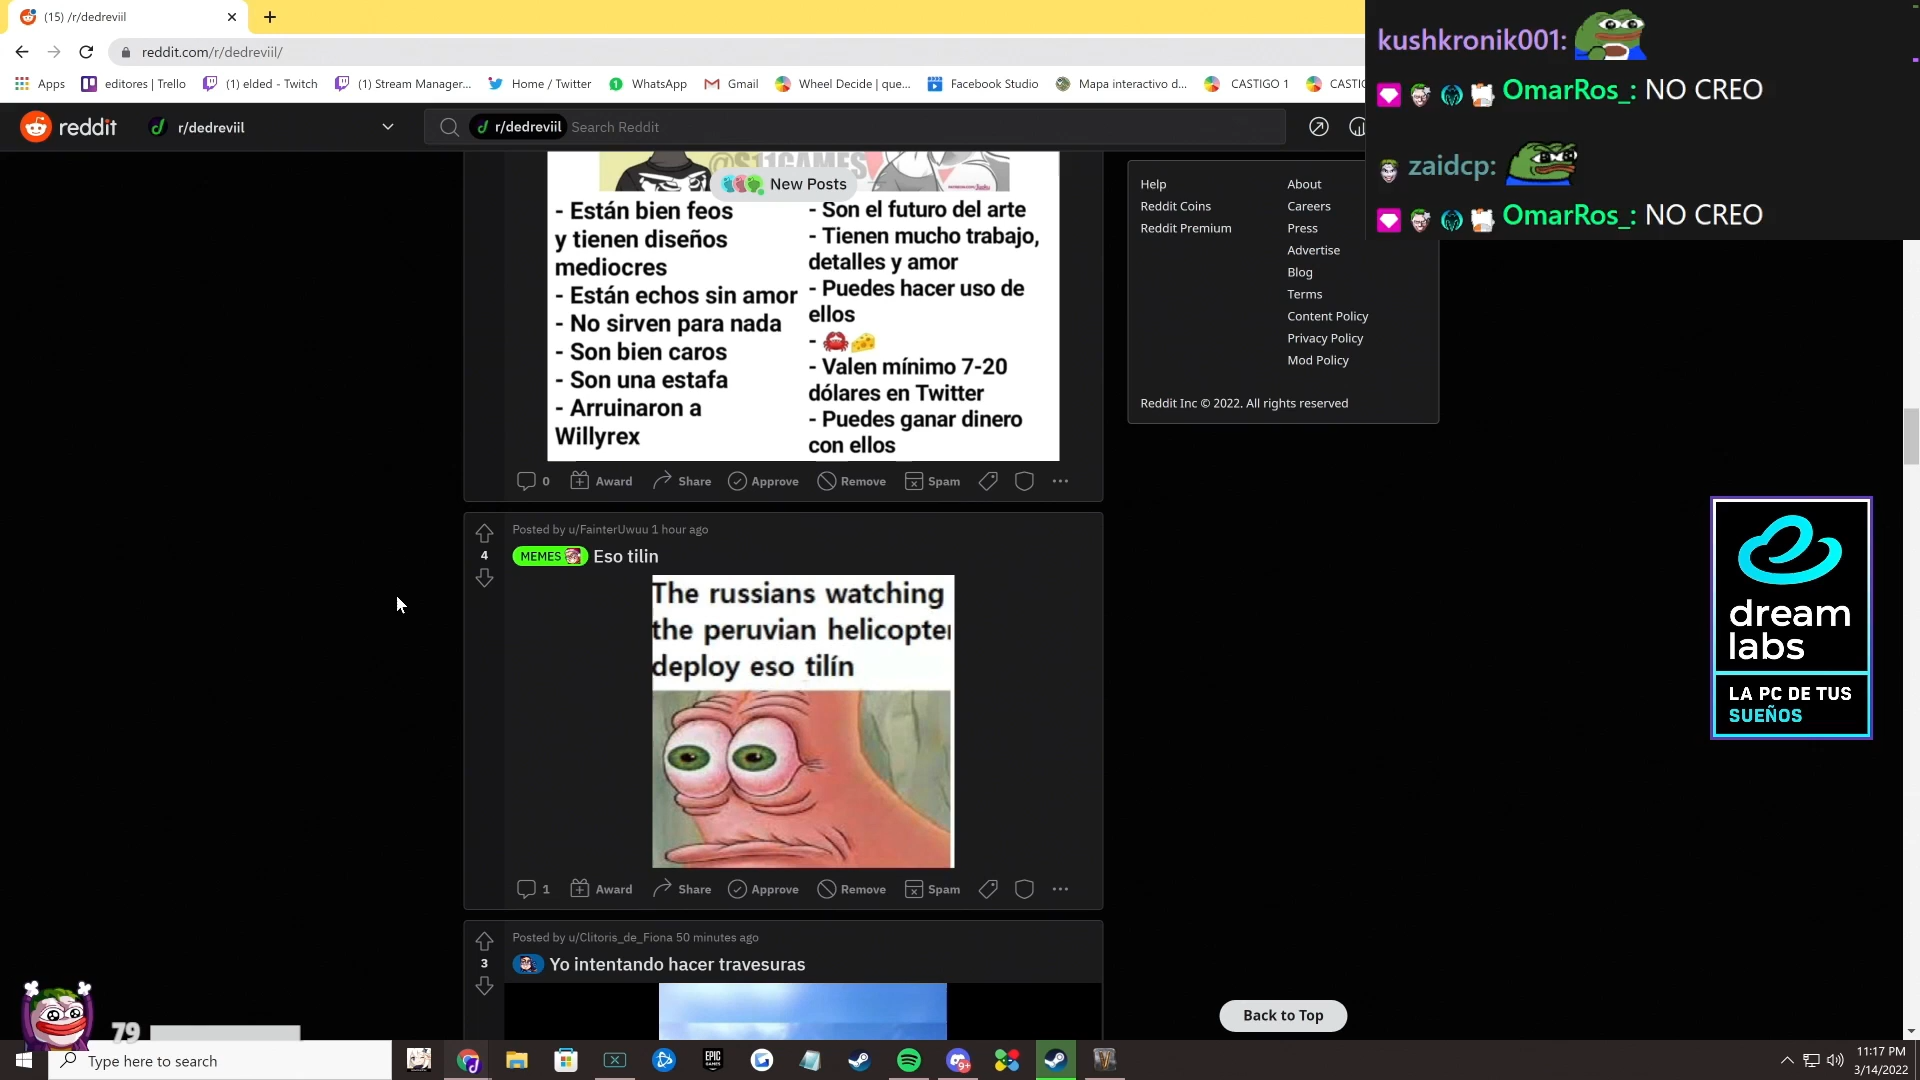 (15) /r/dedreviil
reddit.com/r/dedreviil/
Apps
editores | Trello
(1) elded - Twitch
(1) Stream Manager...
Home / Twitter
WhatsApp
Gmail
Wheel Decide | que...
Facebook Studio
Mapa interactivo d...
CASTIGO 1
kushkronik001:
OmarRos_: NO CREO
zaidcp:
OmarRos_: NO CREO
reddit
r/dedreviil
r/dedreviil
Search Reddit
@S11GAMES
New Posts
- Están bien feos
y tienen diseños
mediocres
- Están echos sin amor
- No sirven para nada
- Son bien caros
- Son una estafa
- Arruinaron a
Willyrex
- Son el futuro del arte
- Tienen mucho trabajo,
detalles y amor
- Puedes hacer uso de
ellos
- 🦀🧀
- Valen mínimo 7-20
dólares en Twitter
- Puedes ganar dinero
con ellos
0
Award
Share
Approve
Remove
Spam
Help
Reddit Coins
Reddit Premium
About
Careers
Press
Advertise
Blog
Terms
Content Policy
Privacy Policy
Mod Policy
Reddit Inc © 2022. All rights reserved
Posted by u/FainterUwuu 1 hour ago
4
MEMES
Eso tilin
The russians watching
the peruvian helicopter
deploy eso tilín
1
Award
Share
Approve
Remove
Spam
Posted by u/Clitoris_de_Fiona 50 minutes ago
3
Yo intentando hacer travesuras
dream
labs
LA PC DE TUS
SUEÑOS
Back to Top
79
Type here to search
EPIC
GAMES
9+
11:17 PM
3/14/2022